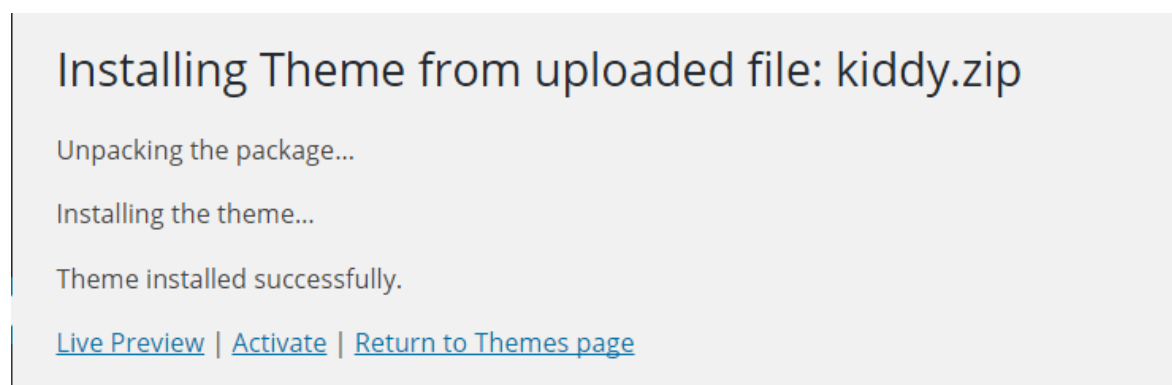 Installing Theme from uploaded file: kiddy.zip
Unpacking the package…
Installing the theme…
Theme installed successfully.
Live Preview | Activate | Return to Themes page